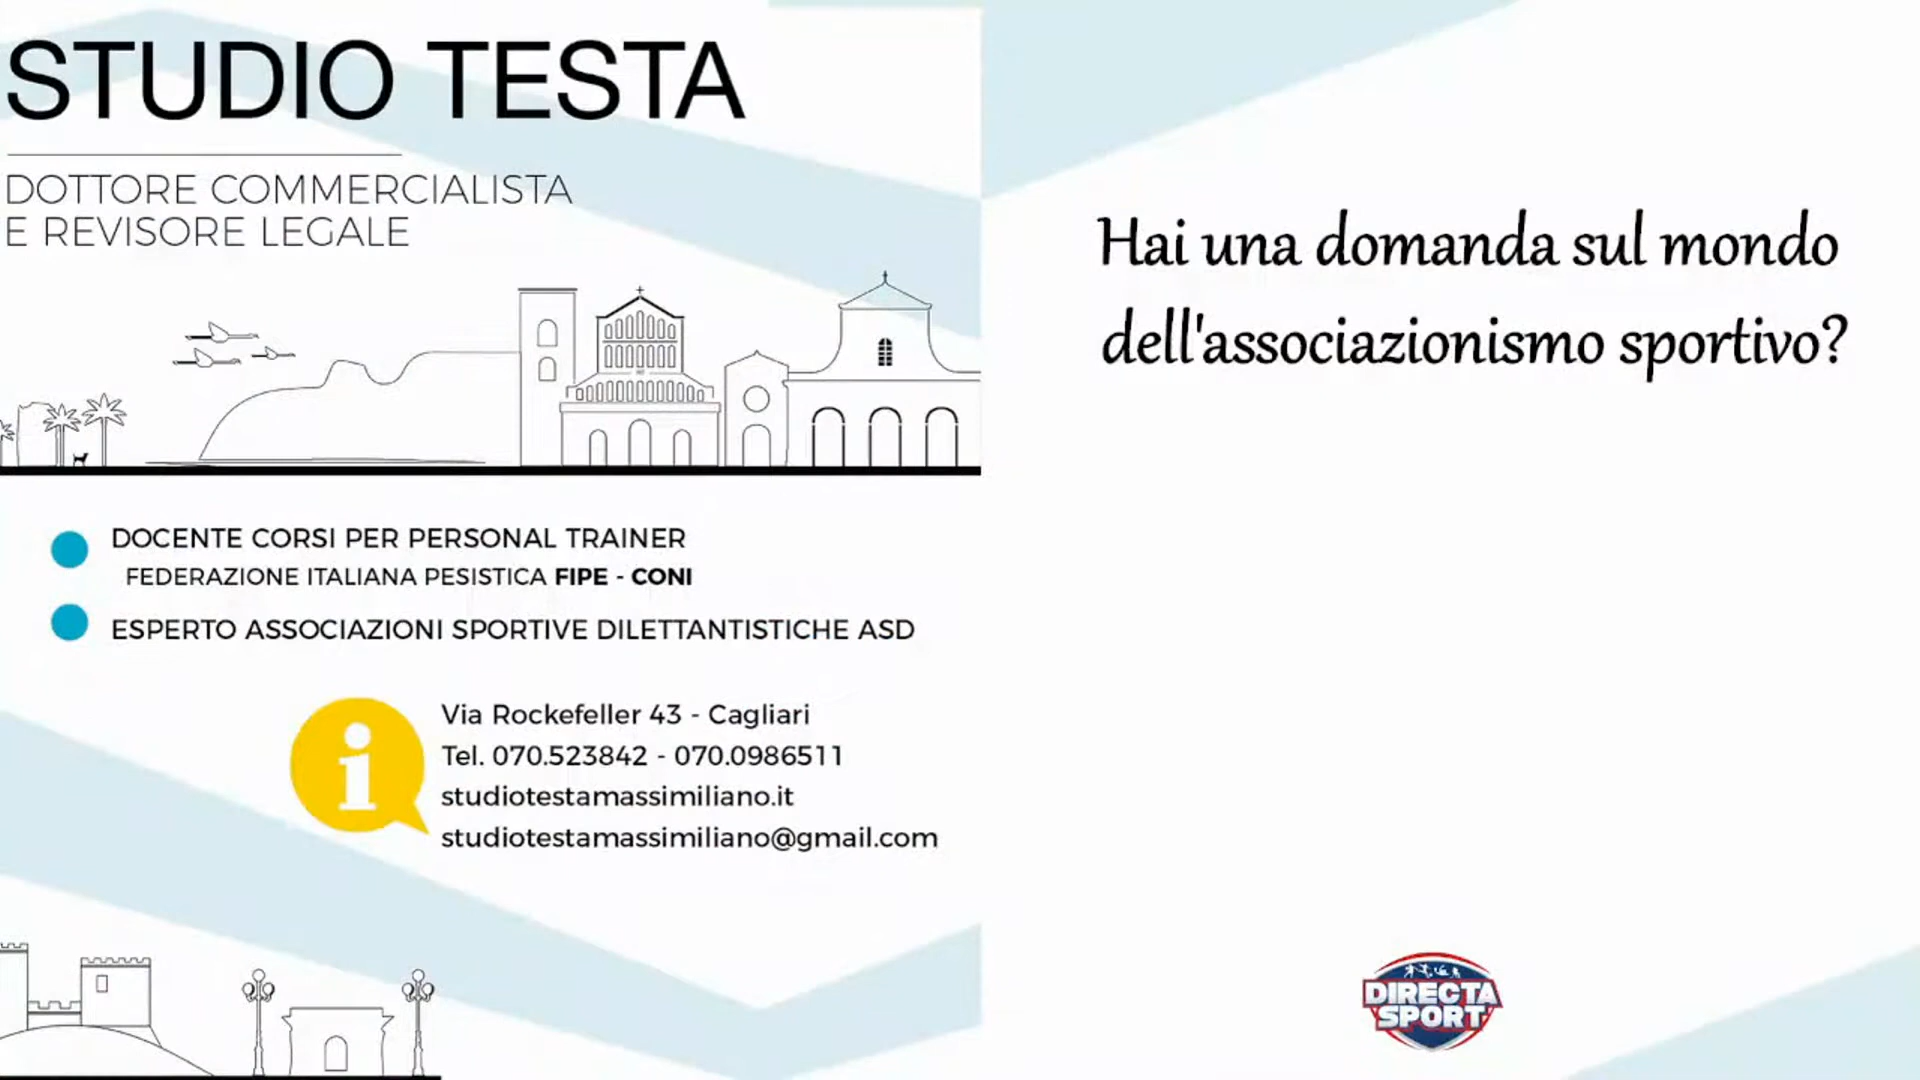 STUDIO TESTA
DOTTORE COMMERCIALISTA
E REVISORE LEGALE
DOCENTE CORSI PER PERSONAL TRAINER
FEDERAZIONE ITALIANA PESISTICA FIPE - CONI
ESPERTO ASSOCIAZIONI SPORTIVE DILETTANTISTICHE ASD
Via Rockefeller 43 - Cagliari
Tel. 070.523842 - 070.0986511
studiotestamassimiliano.it
studiotestamassimiliano@gmail.com
Hai una domanda sul mondo
dell'associazionismo sportivo?
DIRECTA
SPORT